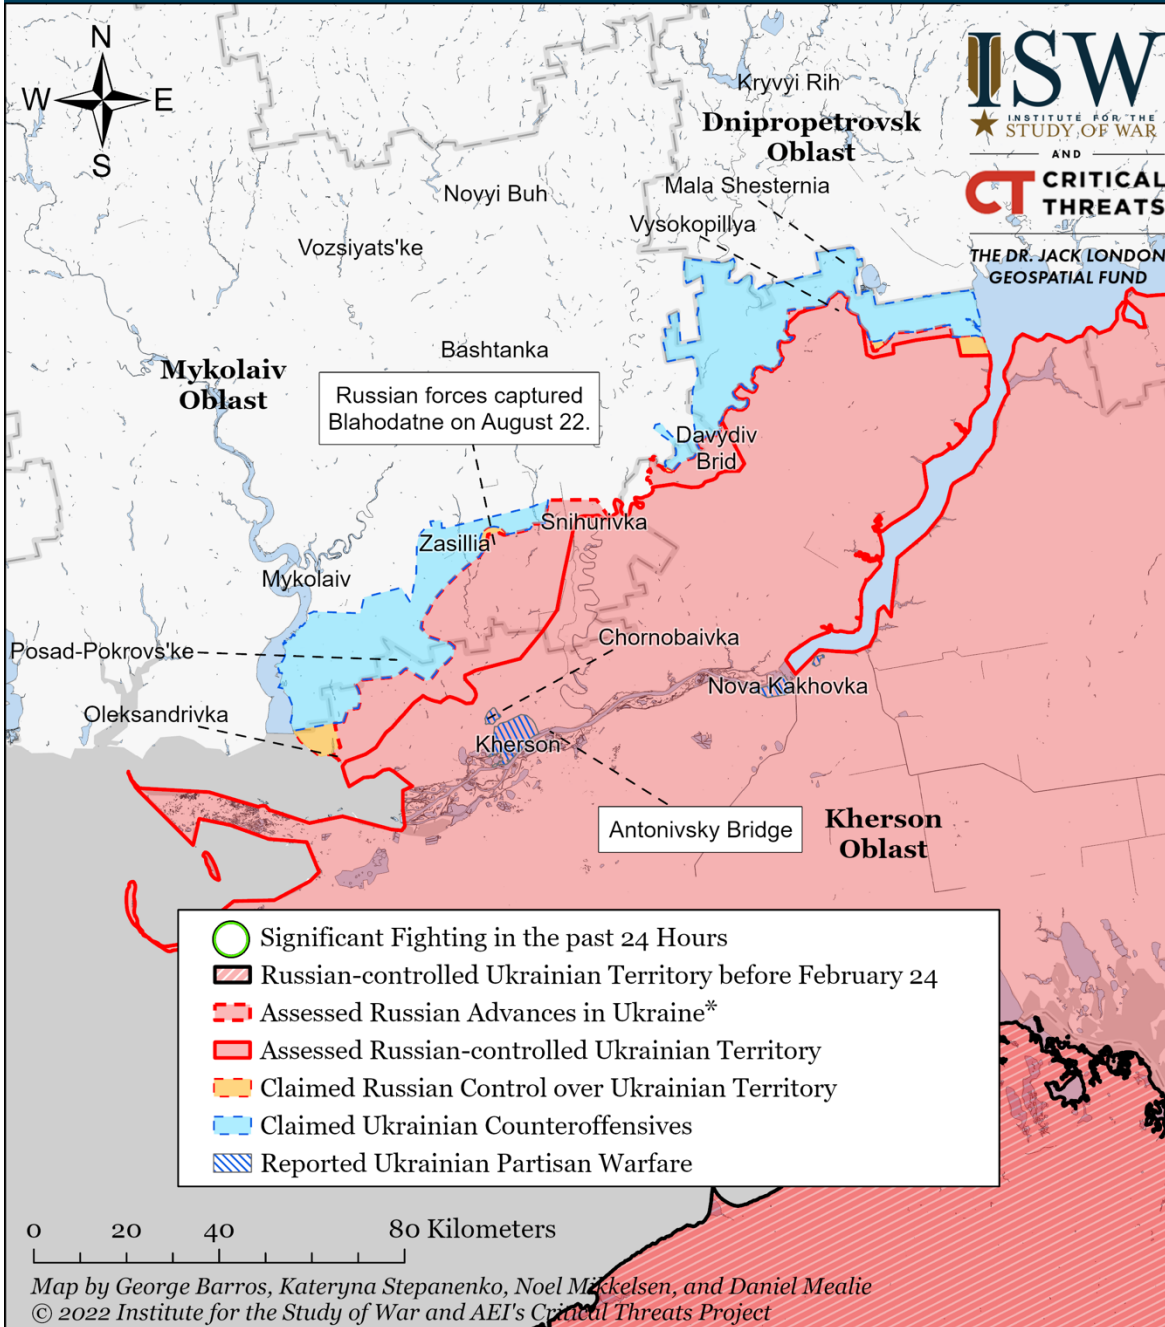 N
W
E
S
ISW
INSTITUTE FOR THE
STUDY OF WAR
AND
CT CRITICAL
THREATS
THE DR. JACK LONDON
GEOSPATIAL FUND
Kryvyi Rih
Dnipropetrovsk
Oblast
Mala Shesternia
Vysokopillya
Novyi Buh
Vozsiyats'ke
Bashtanka
Mykolaiv
Oblast
Russian forces captured
Blahodatne on August 22.
Davydiv
Brid
Snihurivka
Zasillia
Mykolaiv
Chornobaivka
Posad-Pokrovs'ke
Nova Kakhovka
Oleksandrivka
Kherson
Antonivsky Bridge
Kherson
Oblast
Significant Fighting in the past 24 Hours
Russian-controlled Ukrainian Territory before February 24
Assessed Russian Advances in Ukraine*
Assessed Russian-controlled Ukrainian Territory
Claimed Russian Control over Ukrainian Territory
Claimed Ukrainian Counteroffensives
Reported Ukrainian Partisan Warfare
0 20 40 80 Kilometers
Map by George Barros, Kateryna Stepanenko, Noel Mikkelsen, and Daniel Mealie
© 2022 Institute for the Study of War and AEI's Critical Threats Project